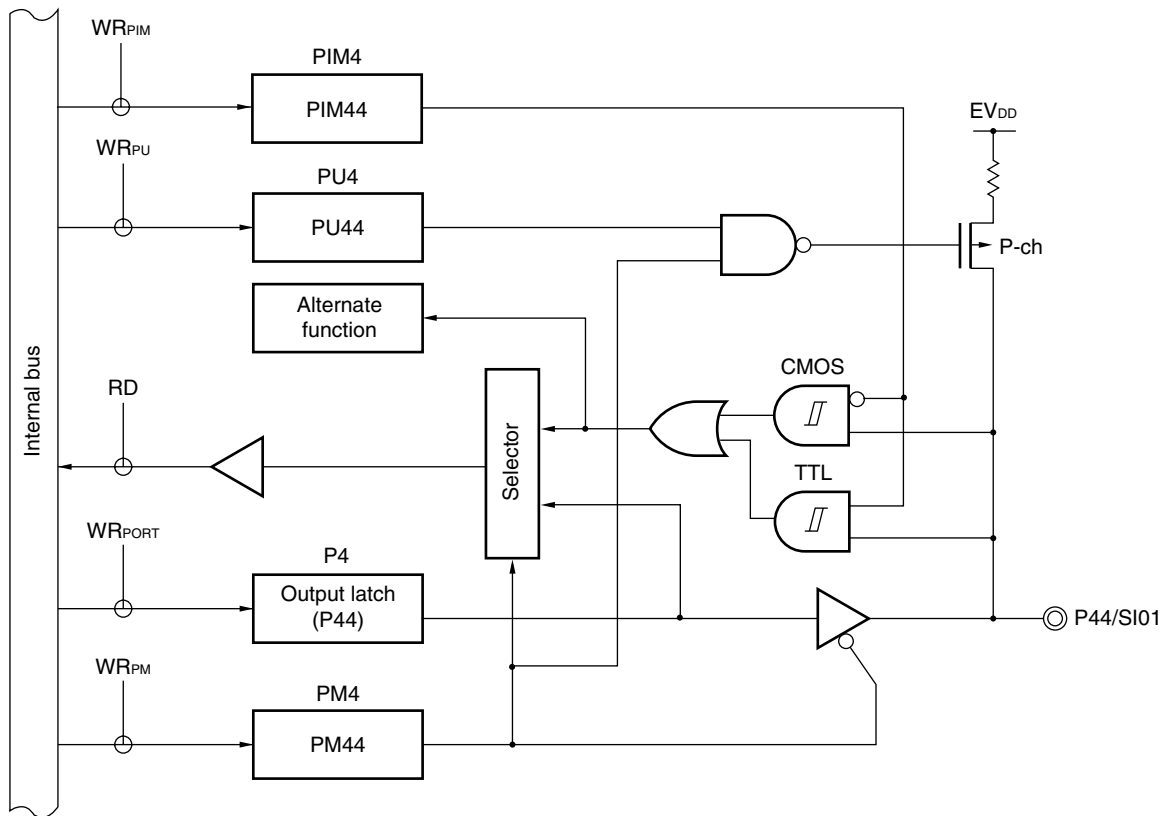 WRPIM
PIM4
PIM44
EVDD
WRPU
PU4
PU44
P-ch
Alternate
function
CMOS
RD
Internal bus
Selector
TTL
WRPORT
P4
Output latch
(P44)
P44/SI01
WRPM
PM4
PM44